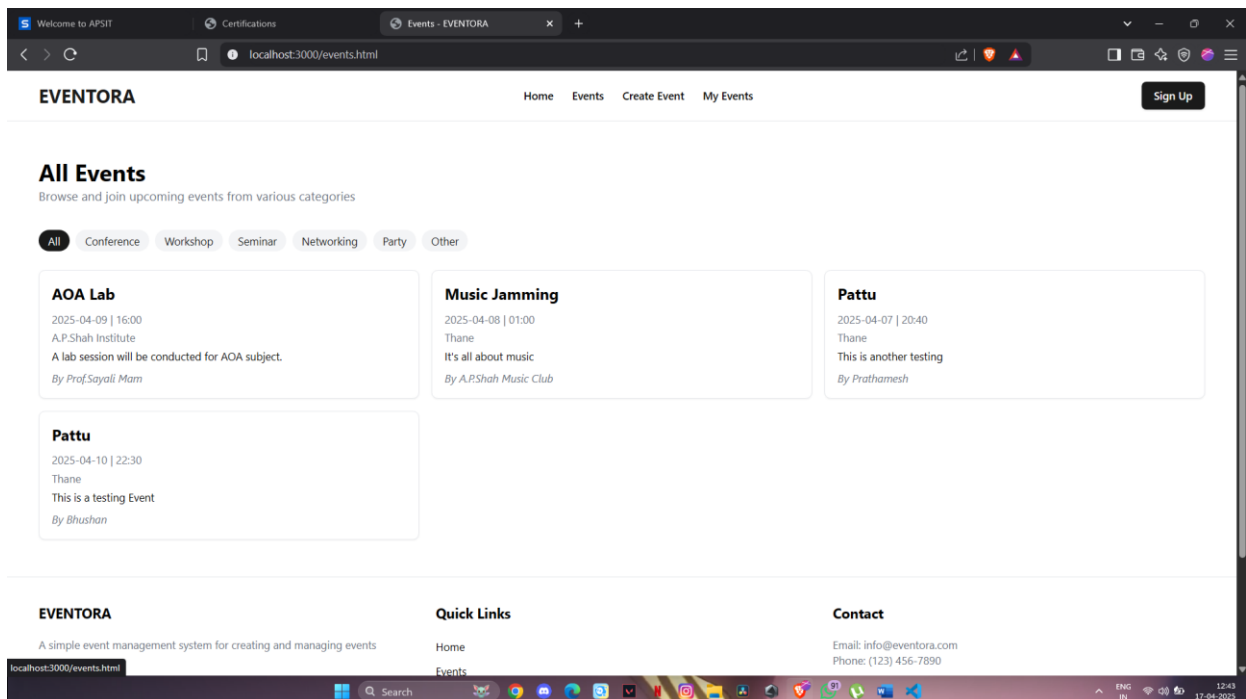 Welcome to APSIT
Certifications
Events - EVENTORA
localhost:3000/events.html
EVENTORA
Home Events Create Event My Events
Sign Up
All Events
Browse and join upcoming events from various categories
All Conference Workshop Seminar Networking Party Other
AOA Lab
2025-04-09 | 16:00
A.P.Shah Institute
A lab session will be conducted for AOA subject.
By Prof.Sayali Mam
Music Jamming
2025-04-08 | 01:00
Thane
It's all about music
By A.P.Shah Music Club
Pattu
2025-04-07 | 20:40
Thane
This is another testing
By Prathamesh
Pattu
2025-04-10 | 22:30
Thane
This is a testing Event
By Bhushan
EVENTORA
A simple event management system for creating and managing events
Quick Links
Home
Events
Contact
Email: info@eventora.com
Phone: (123) 456-7890
localhost:3000/events.html
Search
91
ENG
IN
12:43
17-04-2025